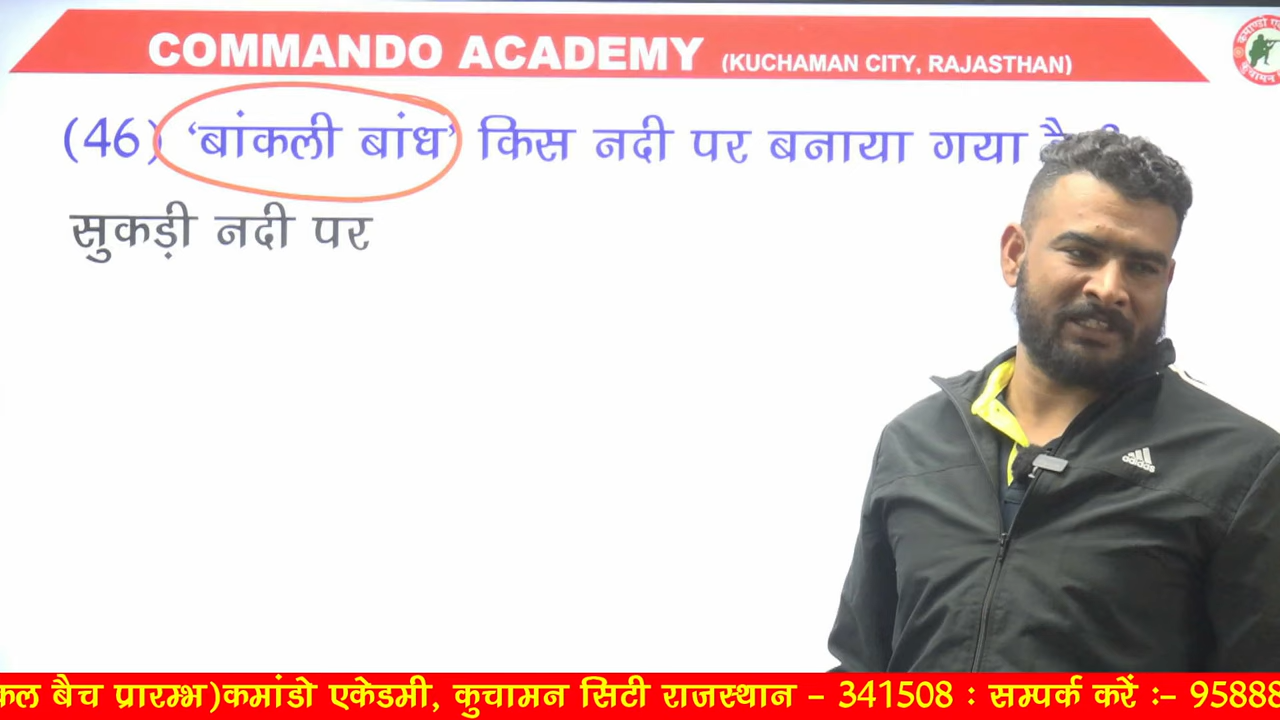 COMMANDO ACADEMY (KUCHAMAN CITY, RAJASTHAN)
(46) ‘बांकली बांध’ किस नदी पर बनाया गया
सुकड़ी नदी पर
adidas
बैच प्रारम्भ)कमांडो एकेडमी, कुचामन सिटी राजस्थान - 341508 : सम्पर्क करें :- 95888